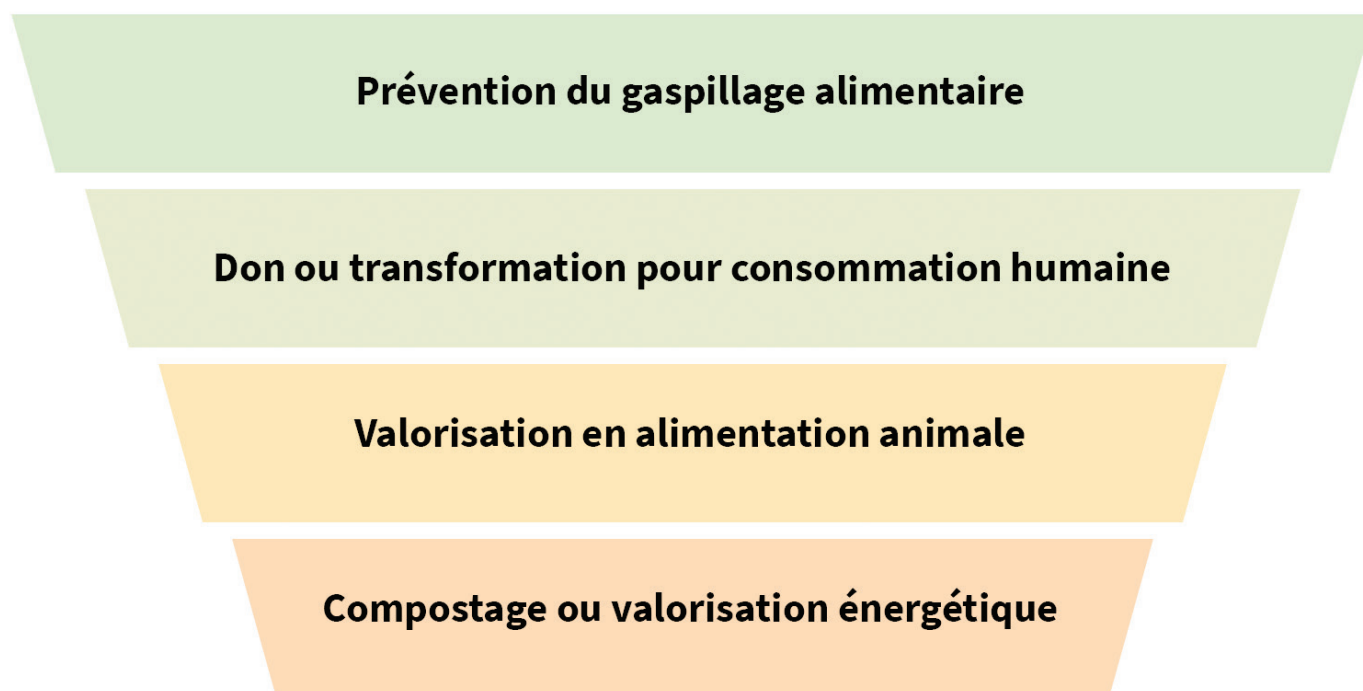 Prévention du gaspillage alimentaire
Don ou transformation pour consommation humaine
Valorisation en alimentation animale
Compostage ou valorisation énergétique